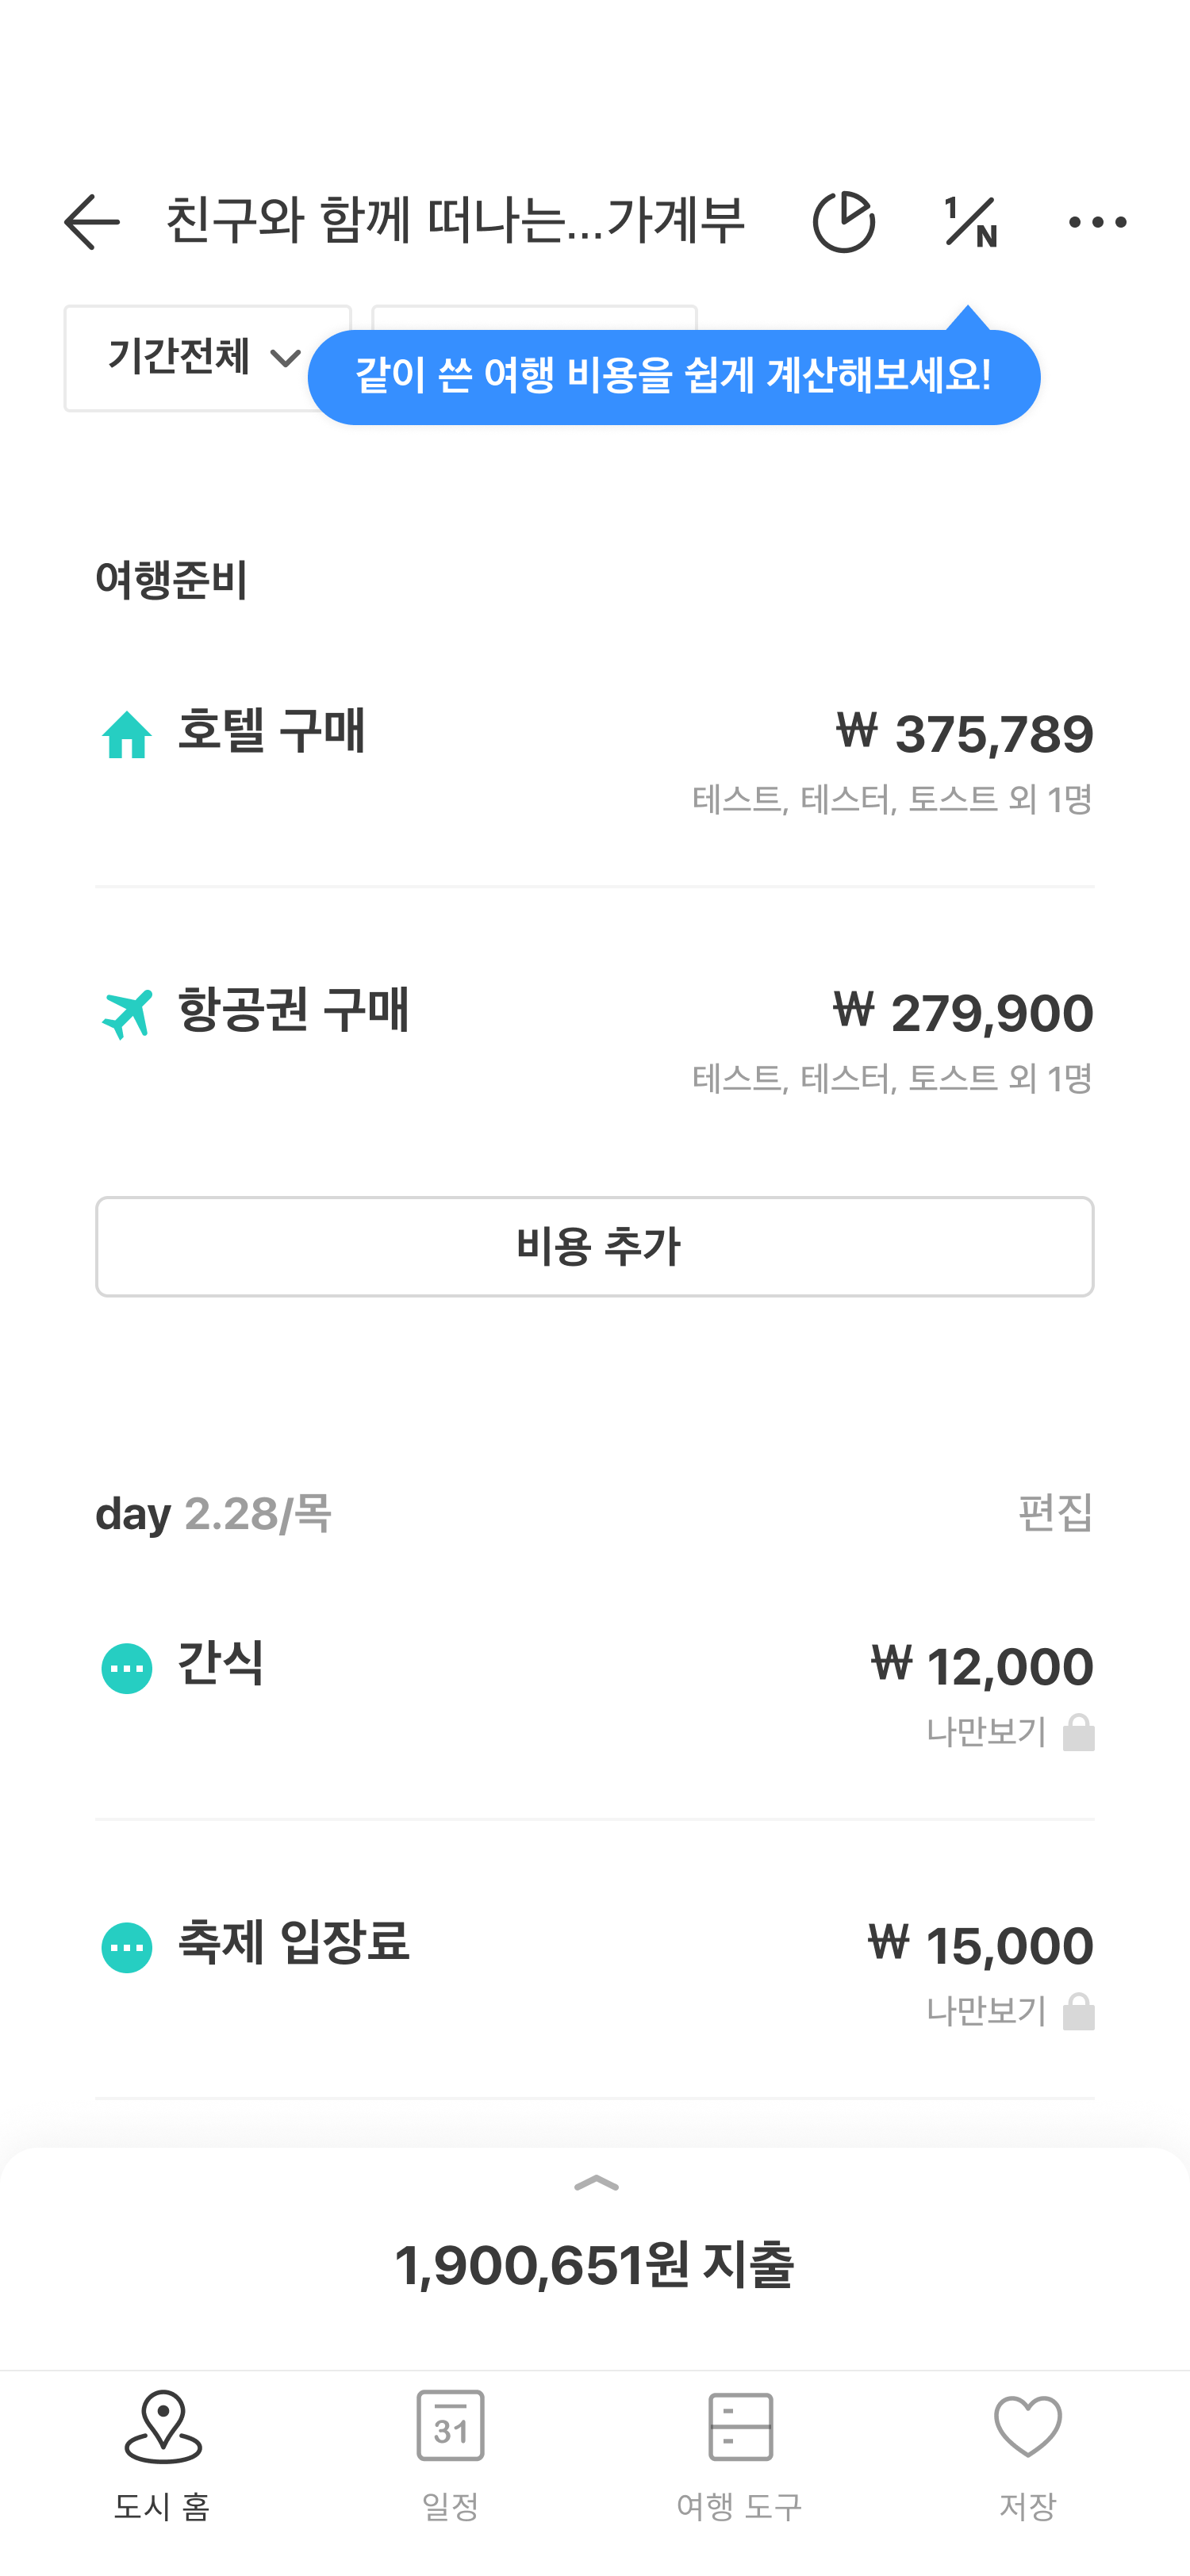 친구와 함께 떠나는...가계부
1/N
기간전체
같이 쓴 여행 비용을 쉽게 계산해보세요!
여행준비
호텔 구매
₩ 375,789
테스트, 테스터, 토스트 외 1명
항공권 구매
₩ 279,900
테스트, 테스터, 토스트 외 1명
비용 추가
day 2.28/목
편집
간식
₩ 12,000
나만보기
축제 입장료
₩ 15,000
나만보기
1,900,651원 지출
31
도시 홈
일정
여행 도구
저장